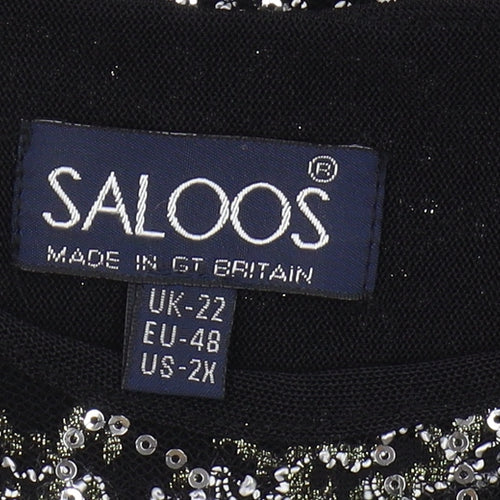 SALOOS®
MADE IN GT BRITAIN
UK-22
EU-48
US-2X